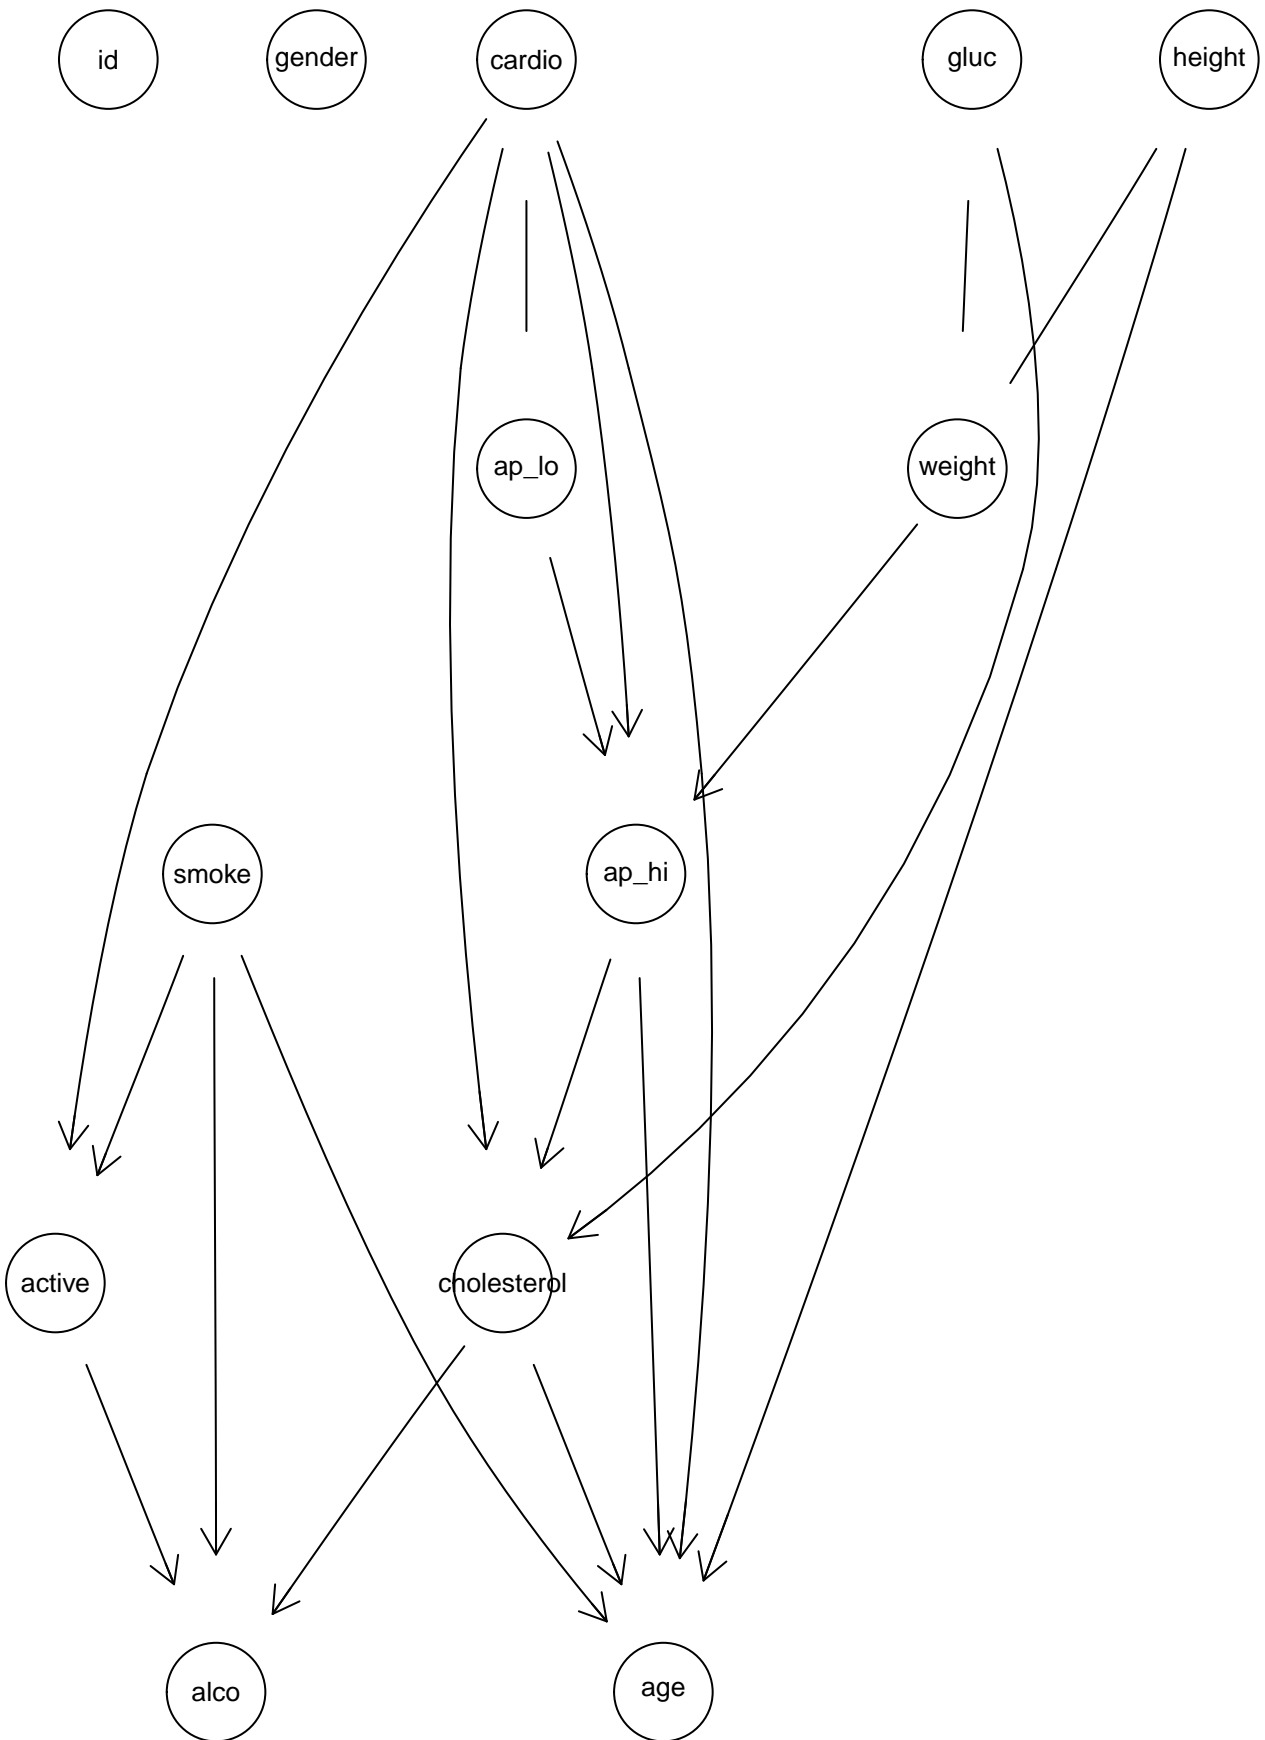 id
gender
cardio
gluc
height
ap_lo
weight
smoke
ap_hi
active
cholesterol
alco
age